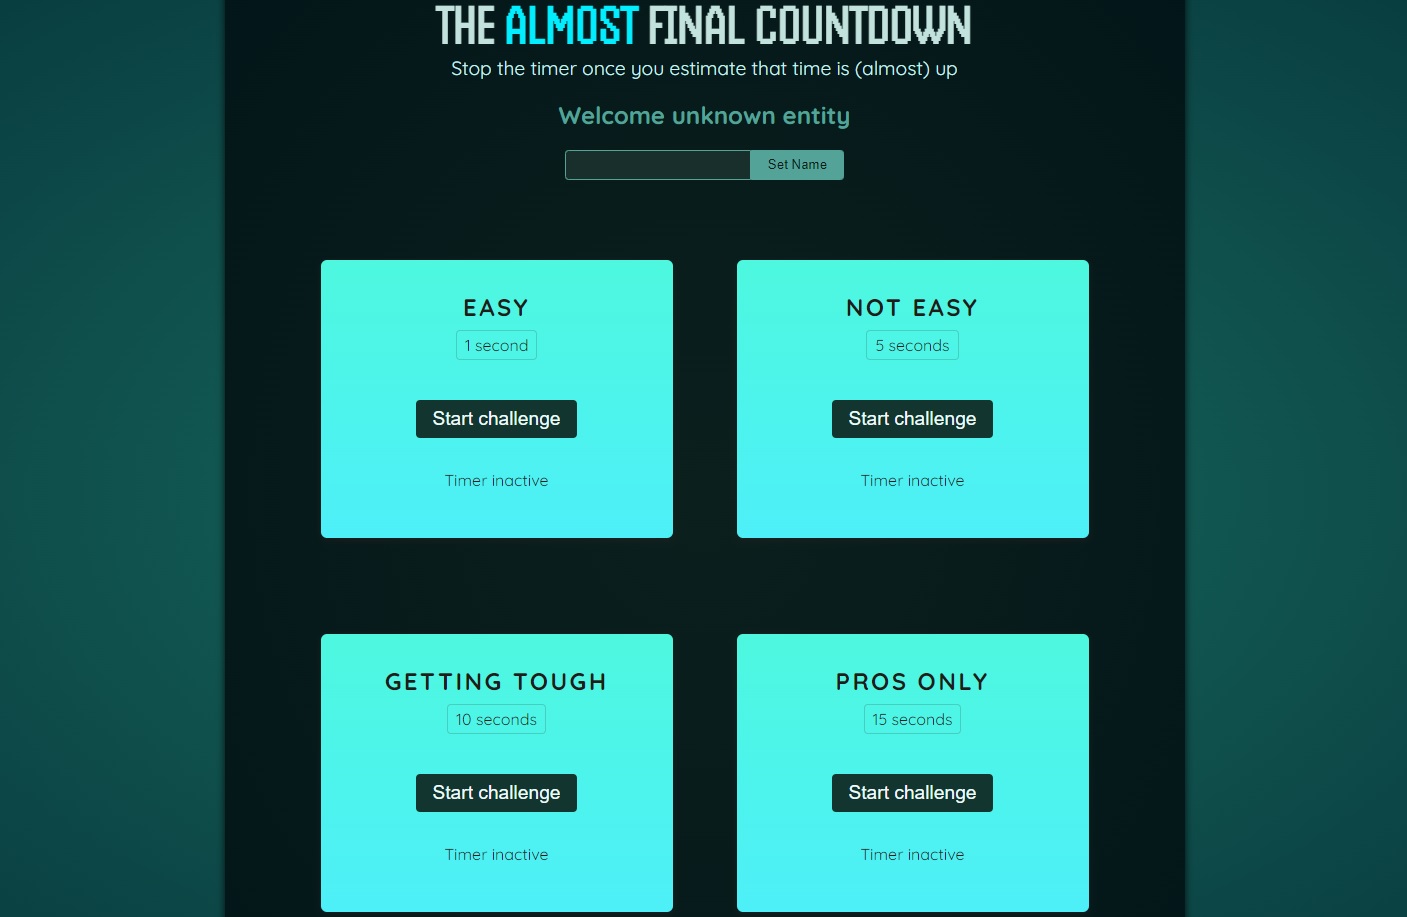 THE ALMOST FINAL COUNTDOWN
Stop the timer once you estimate that time is (almost) up
Welcome unknown entity
Set Name
EASY
1 second
Start challenge
Timer inactive
NOT EASY
5 seconds
Start challenge
Timer inactive
GETTING TOUGH
10 seconds
Start challenge
Timer inactive
PROS ONLY
15 seconds
Start challenge
Timer inactive